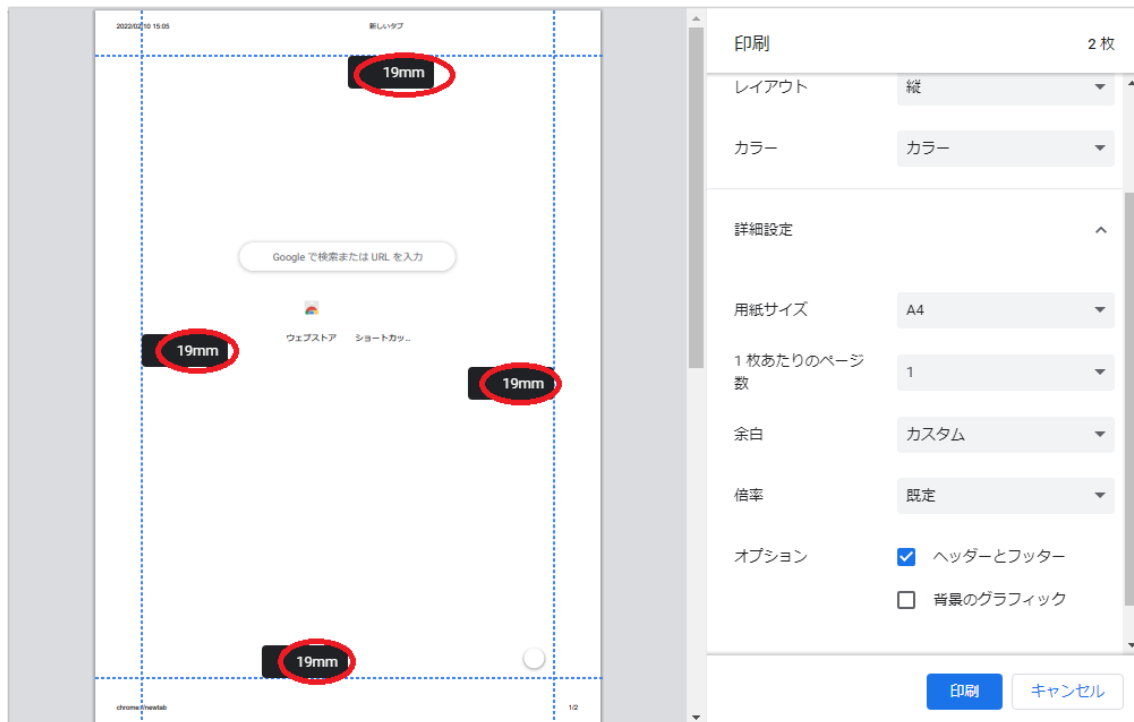 2022/02/10 15:05
新しいタブ
19mm
Google で検索または URL を入力
ウェブストア
ショートカッ...
19mm
19mm
19mm
chrome://newtab
1/2
印刷
2 枚
レイアウト
縦
カラー
カラー
詳細設定
用紙サイズ
A4
1 枚あたりのページ
数
1
余白
カスタム
倍率
既定
オプション
ヘッダーとフッター
背景のグラフィック
印刷
キャンセル